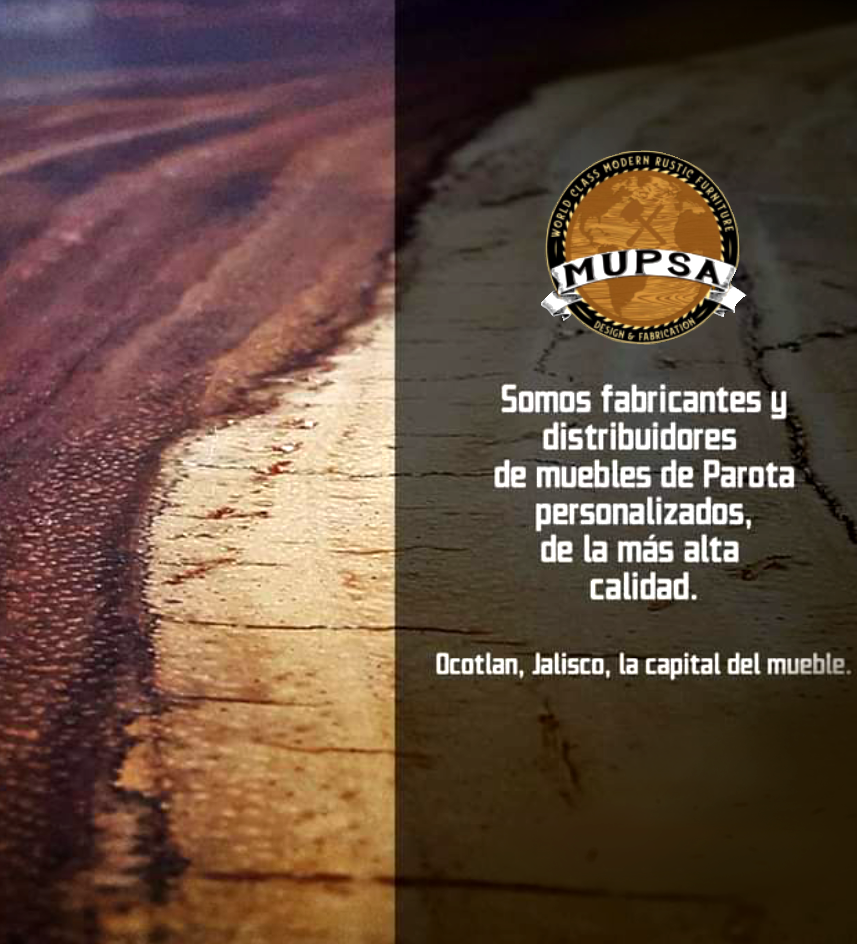 WORLD CLASS MODERN RUSTIC FURNITURE
MUPSA
DESIGN & FABRICATION
Somos fabricantes y
distribuidores
de muebles de Parota
personalizados,
de la más alta
calidad.
Ocotlan, Jalisco, la capital del mueble.